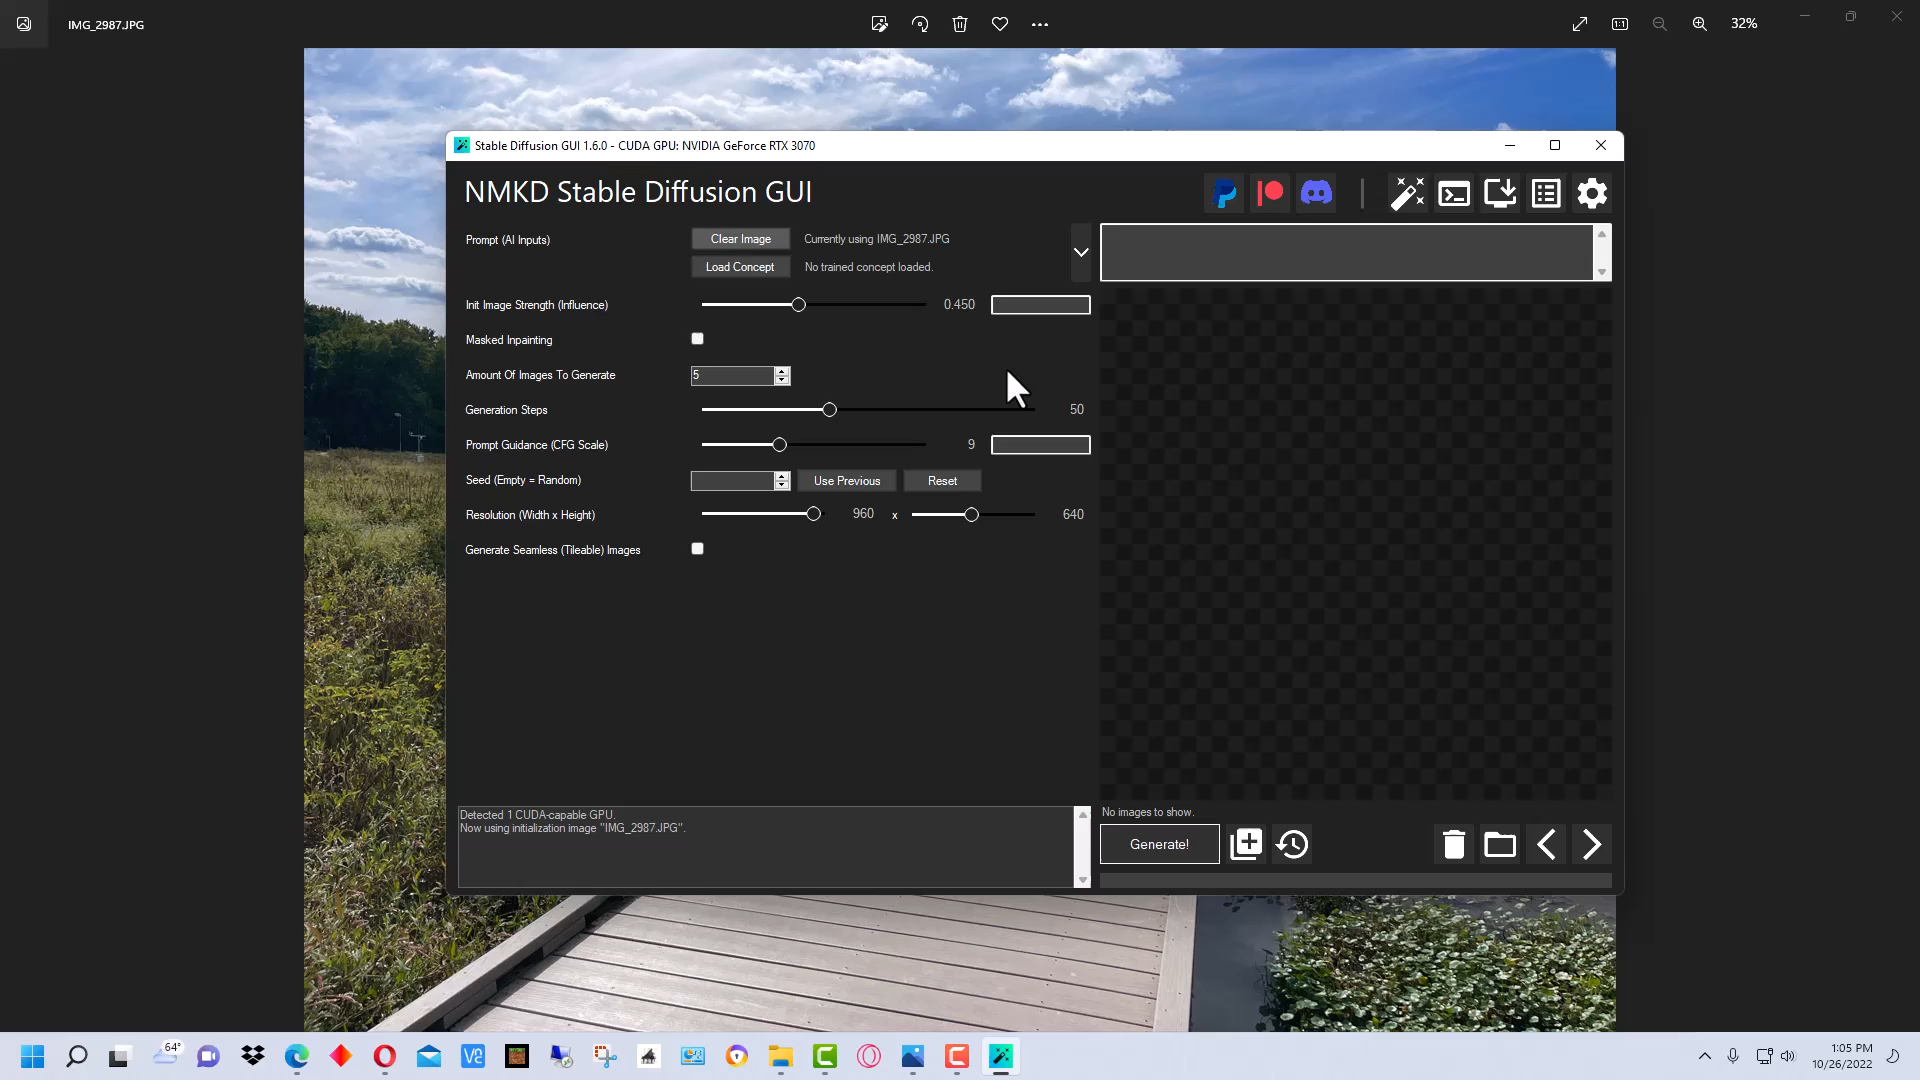 IMG_2987.JPG
32%
Stable Diffusion GUI 1.6.0 - CUDA GPU: NVIDIA GeForce RTX 3070
NMKD Stable Diffusion GUI
Prompt (AI Inputs)
Clear Image
Currently using IMG_2987.JPG
Load Concept
No trained concept loaded.
Init Image Strength (Influence)
0.450
Masked Inpainting
Amount Of Images To Generate
5
Generation Steps
50
Prompt Guidance (CFG Scale)
9
Seed (Empty = Random)
Use Previous
Reset
Resolution (Width x Height)
960
x
640
Generate Seamless (Tileable) Images
Detected 1 CUDA-capable GPU.
Now using initialization image "IMG_2987.JPG".
No images to show.
Generate!
64°
1:05 PM
10/26/2022